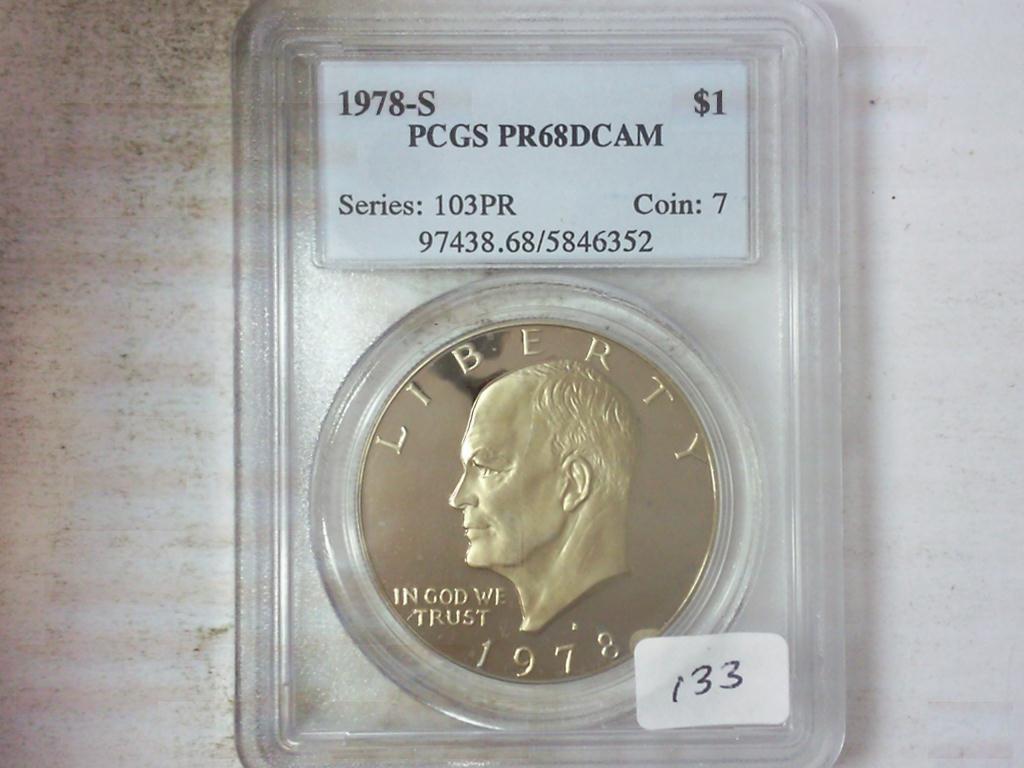 1978-S $1
PCGS PR68DCAM
Series: 103PR Coin: 7
97438.68/5846352
LIBERTY
IN GOD WE
TRUST
1978
133